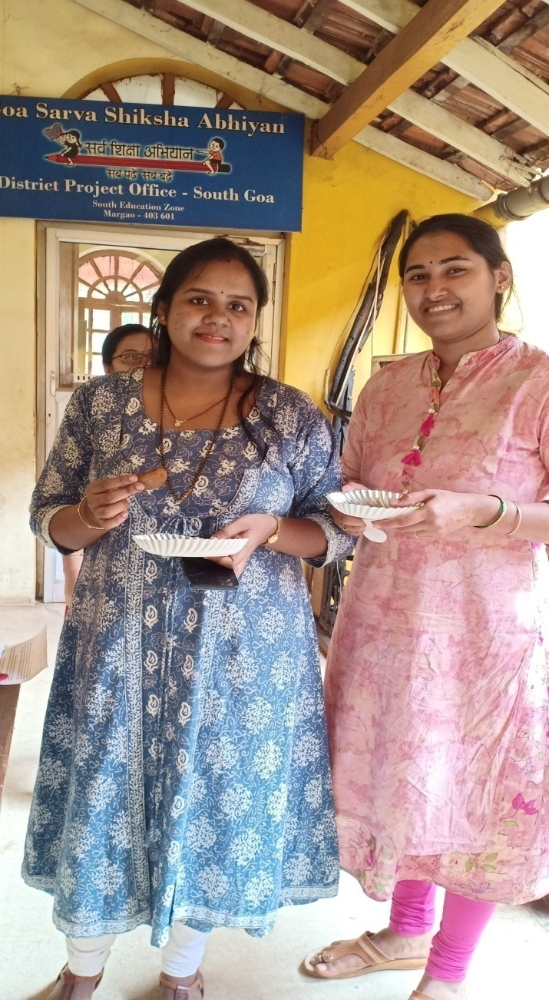 oa Sarva Shiksha Abhiyan
सर्व शिक्षा अभियान
सब पढें सब बढें
District Project Office - South Goa
South Education Zone
Margao - 403 601